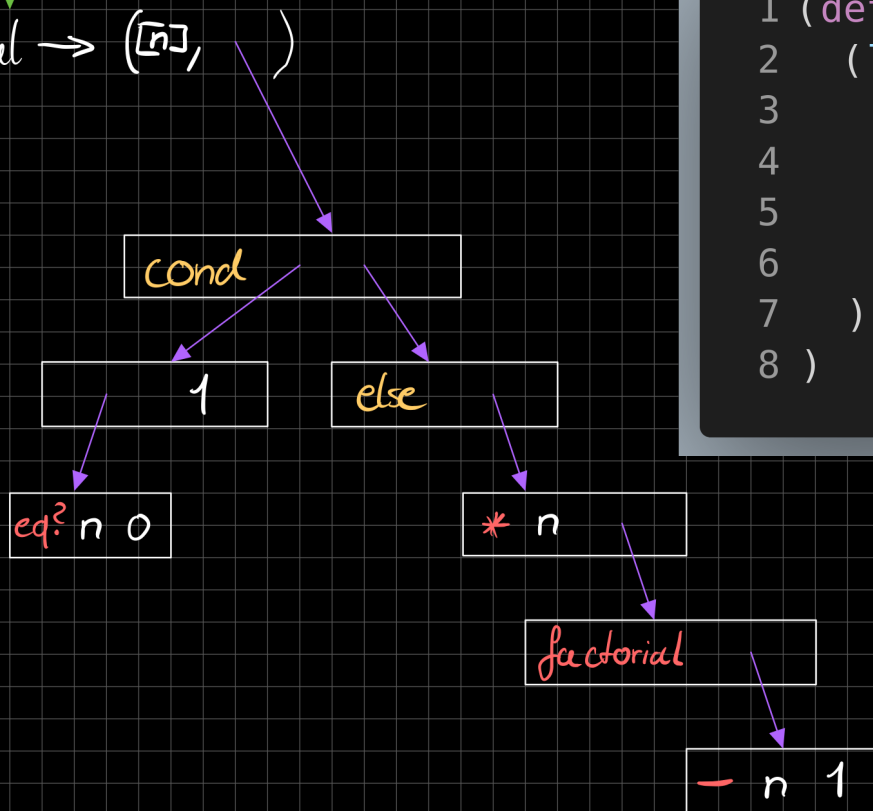 l → ([n], )
1 (de
2 (
3
4
5
6
7 )
8 )
cond
1
else
eq? n 0
* n
factorial
- n 1